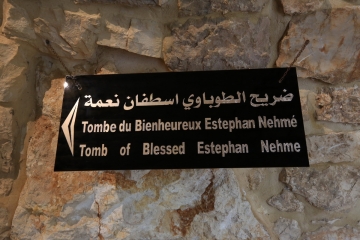 ضريح الطوباوي اسطفان نعمة
Tombe du Bienheureux Estephan Nehmé
Tomb of Blessed Estephan Nehme